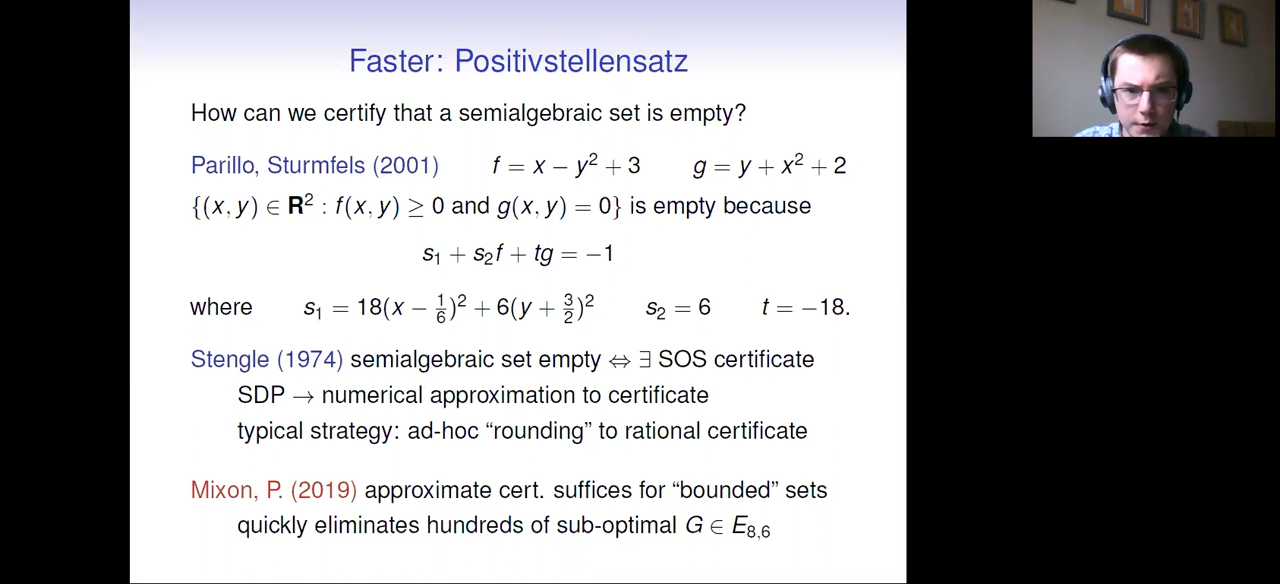 Faster: Positivstellensatz
How can we certify that a semialgebraic set is empty?
Parillo, Sturmfels (2001) f = x − y² + 3 g = y + x² + 2
{(x, y) ∈ R² : f(x, y) ≥ 0 and g(x, y) = 0} is empty because
s₁ + s₂f + tg = −1
where s₁ = 18(x − 1/6)² + 6(y + 3/2)² s₂ = 6 t = −18.
Stengle (1974) semialgebraic set empty ⇔ ∃ SOS certificate
SDP → numerical approximation to certificate
typical strategy: ad-hoc “rounding” to rational certificate
Mixon, P. (2019) approximate cert. suffices for “bounded” sets
quickly eliminates hundreds of sub-optimal G ∈ E₈,₆